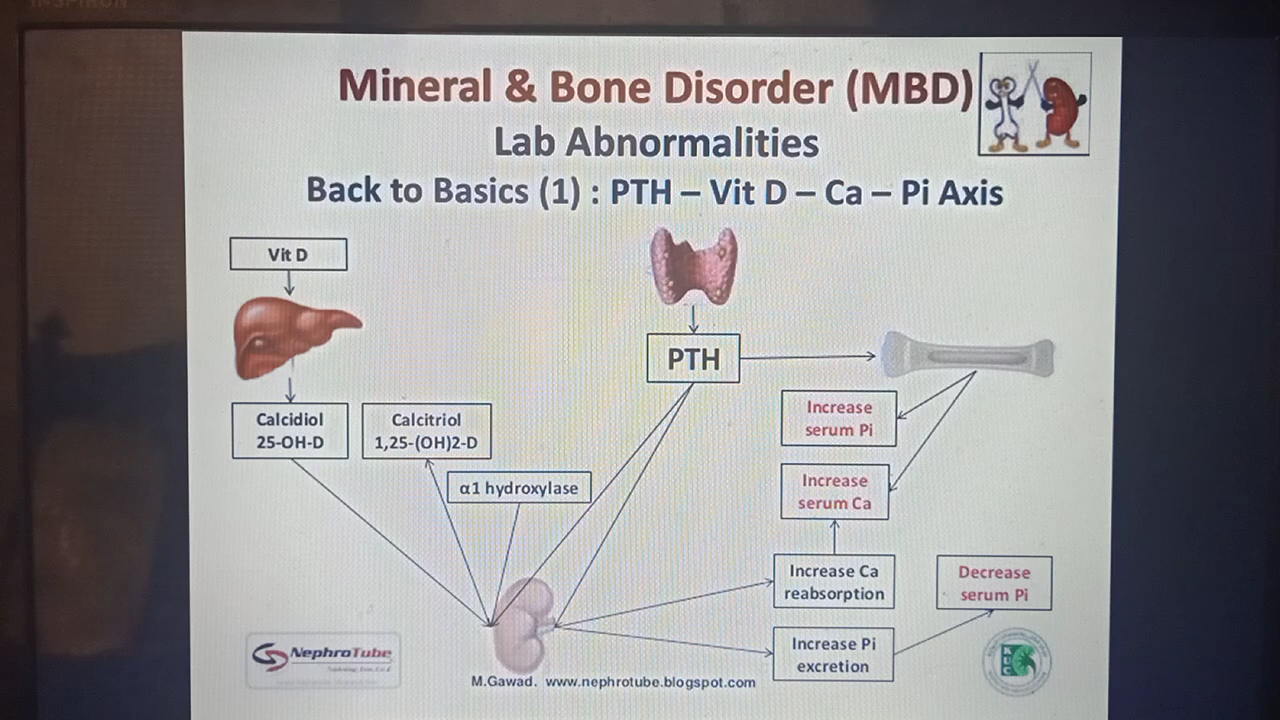 INSPIRON
Mineral & Bone Disorder (MBD)
Lab Abnormalities
Back to Basics (1) : PTH – Vit D – Ca – Pi Axis
Vit D
PTH
Calcidiol
25-OH-D
Calcitriol
1,25-(OH)2-D
α1 hydroxylase
Increase
serum Pi
Increase
serum Ca
Increase Ca
reabsorption
Decrease
serum Pi
Increase Pi
excretion
NephroTube
M.Gawad. www.nephrotube.blogspot.com
KUC